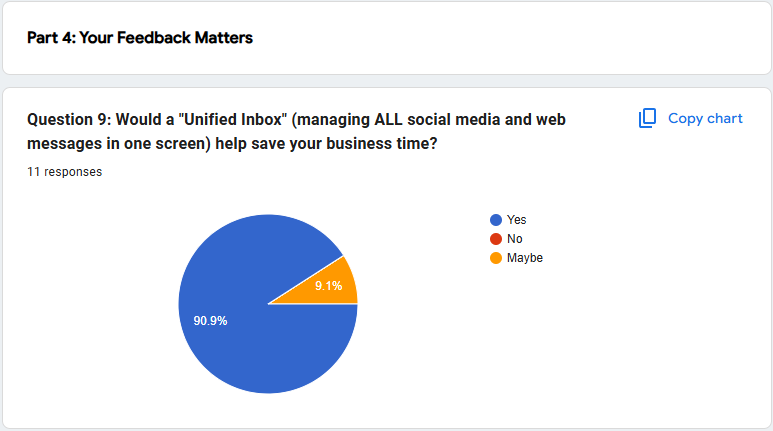 Part 4: Your Feedback Matters
Question 9: Would a "Unified Inbox" (managing ALL social media and web
messages in one screen) help save your business time?
Copy chart
11 responses
Yes
No
Maybe
9.1%
90.9%